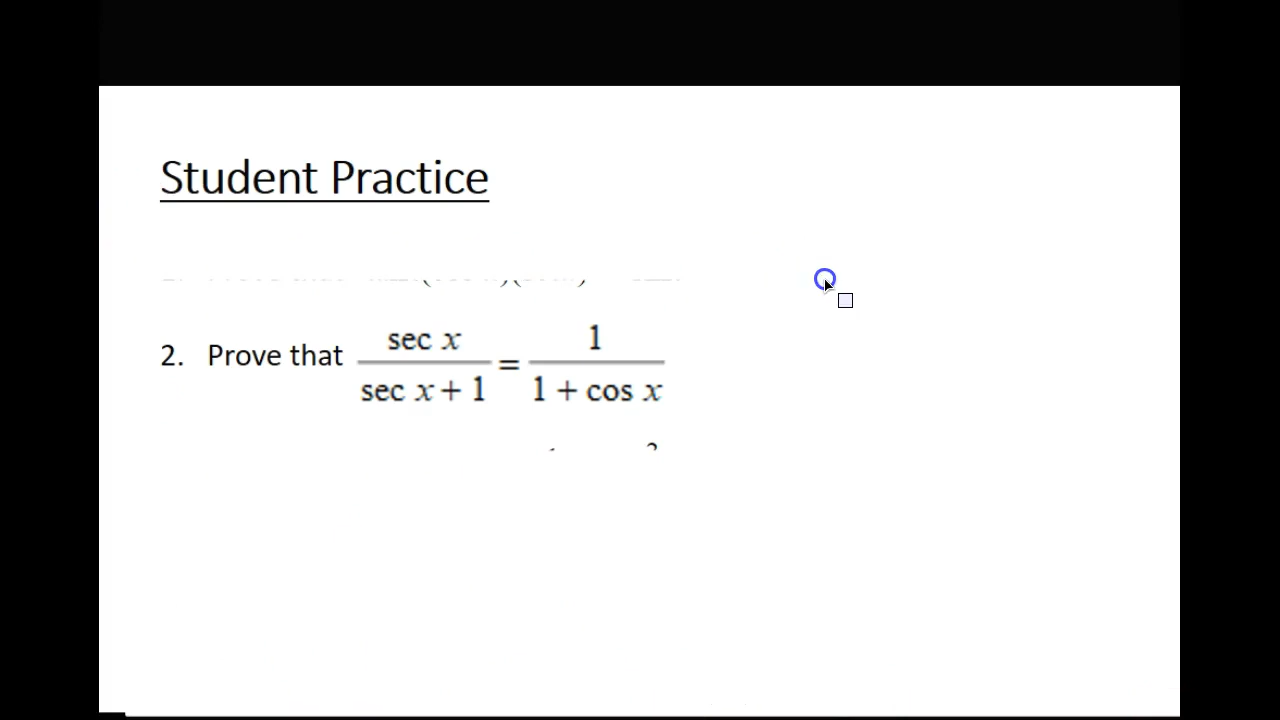 Student Practice
2. Prove that sec x / sec x + 1 = 1 / 1 + cos x